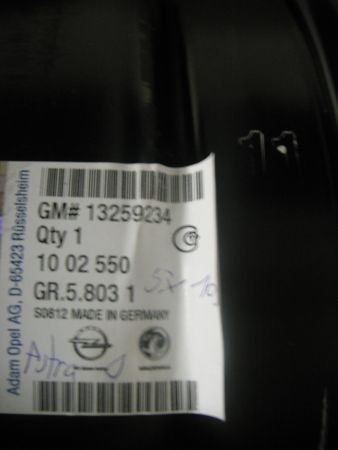 11
GM# 13259234
Qty 1
10 02 550
GR.5.803 1
S0612 MADE IN GERMANY
Adam Opel AG, D-65423 Rüsselsheim
Astra J